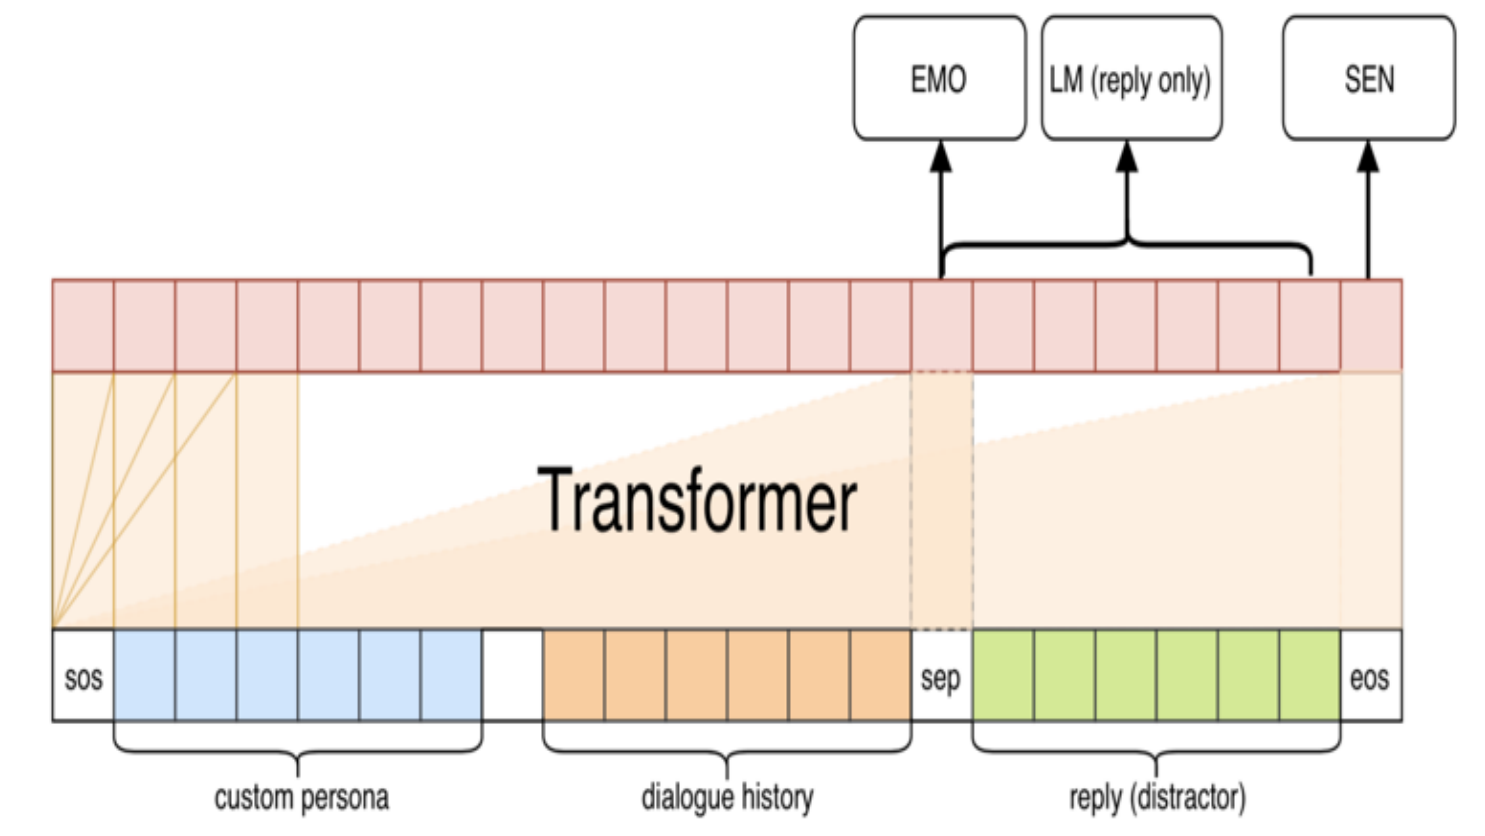 EMO
LM (reply only)
SEN
Transformer
sos
sep
eos
custom persona
dialogue history
reply (distractor)